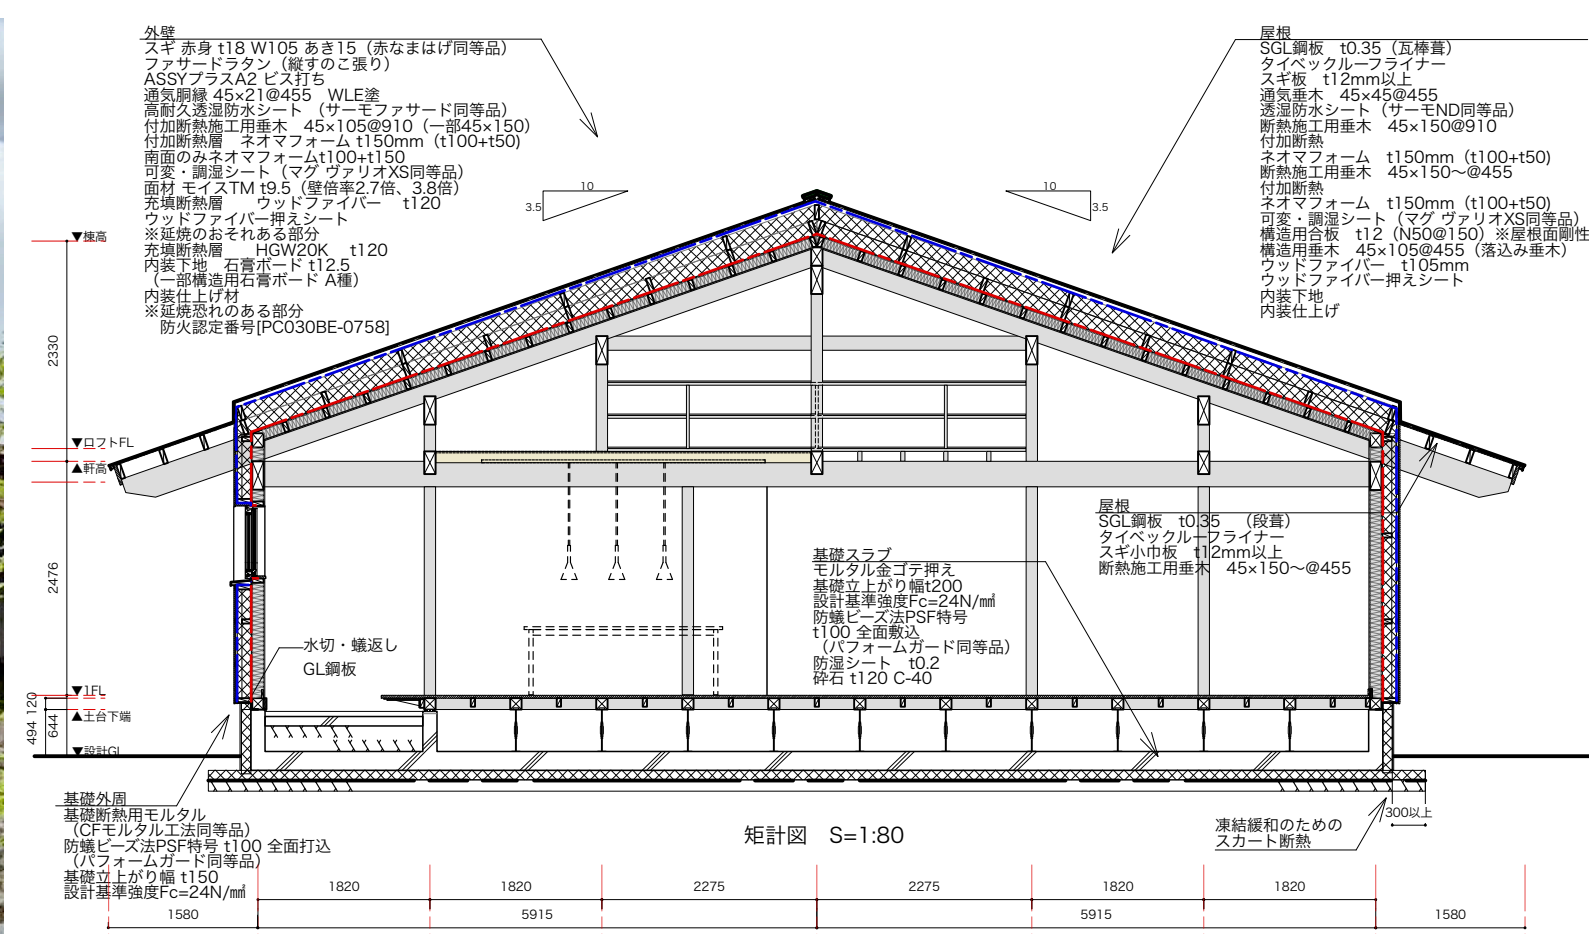 外壁
スギ 赤身 t18 W105 あき15（赤なまはげ同等品）
ファサードラタン（縦すのこ張り）
ASSYプラスA2 ビス打ち
通気胴縁 45×21@455　WLE塗
高耐久透湿防水シート （サーモファサード同等品）
付加断熱施工用垂木　45×105@910（一部45×150）
付加断熱層　ネオマフォーム t150mm（t100+t50）
南面のみネオマフォームt100+t150
可変・調湿シート（マグ ヴァリオXS同等品）
面材 モイスTM t9.5（壁倍率2.7倍、3.8倍）
充填断熱層　　ウッドファイバー　t120
ウッドファイバー押えシート
※延焼のおそれある部分
充填断熱層　　HGW20K　t120
内装下地　石膏ボード t12.5
（一部構造用石膏ボード A種）
内装仕上げ材
※延焼恐れのある部分
防火認定番号[PC030BE-0758]
屋根
SGL鋼板　t0.35（瓦棒葺）
タイベックルーフライナー
スギ板　t12mm以上
通気垂木　45×45@455
透湿防水シート（サーモND同等品）
断熱施工用垂木　45×150@910
付加断熱
ネオマフォーム　t150mm（t100+t50)
断熱施工用垂木　45×150〜@455
付加断熱
ネオマフォーム　t150mm（t100+t50)
可変・調湿シート（マグ ヴァリオXS同等品）
構造用合板　t12（N50@150）※屋根面剛性
構造用垂木　45×105@455（落込み垂木）
ウッドファイバー　t105mm
ウッドファイバー押えシート
内装下地
内装仕上げ
10
3.5
10
3.5
▼棟高
2330
▼ロフトFL
▲軒高
2476
▼1FL
120
▲土台下端
494
644
▼設計GL
屋根
SGL鋼板　t0.35　（段葺）
タイベックルーフライナー
スギ小巾板　t12mm以上
断熱施工用垂木　45×150〜@455
基礎スラブ
モルタル金ゴテ押え
基礎立上がり幅t200
設計基準強度Fc=24N/㎟
防蟻ビーズ法PSF特号
t100 全面敷込
（パフォームガード同等品）
防湿シート　t0.2
砕石 t120 C-40
水切・蟻返し
GL鋼板
基礎外周
基礎断熱用モルタル
（CFモルタル工法同等品）
防蟻ビーズ法PSF特号 t100 全面打込
（パフォームガード同等品）
基礎立上がり幅 t150
設計基準強度Fc=24N/㎟
矩計図　S=1:80
凍結緩和のための
スカート断熱
300以上
1820
1820
2275
2275
1820
1820
1580
5915
5915
1580